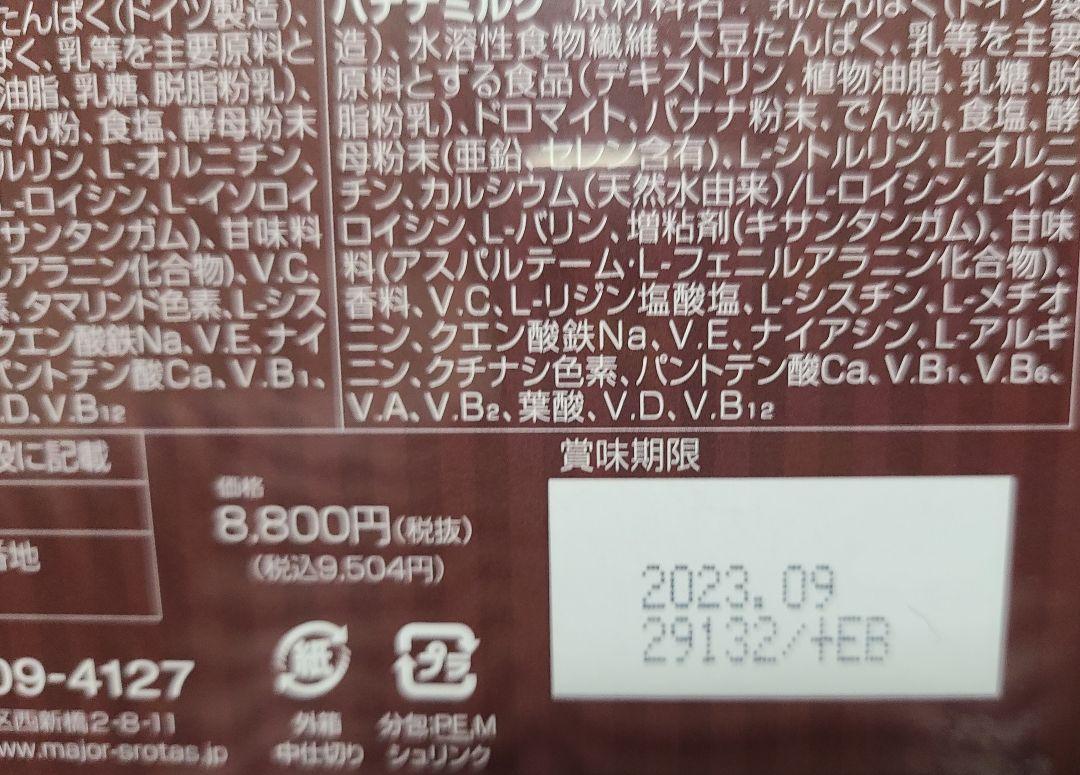 たんぱく(ドイツ製造)、
ぱく、乳等を主要原料と
油脂、乳糖、脱脂粉乳)、
でん粉、食塩、酵母粉末
ルリン、L-オルニチン、
L-ロイシン、L-イソロイ
サンタンガム)、甘味料
ルアラニン化合物)、V.C、
素、タマリンド色素、L-シス
クエン酸鉄Na、V.E、ナイ
パントテン酸Ca、V.B1、
.D、V.B12
バナナミルク 原材料名:乳たんぱく(ドイツ製
造)、水溶性食物繊維、大豆たんぱく、乳等を主要
原料とする食品(デキストリン、植物油脂、乳糖、脱
脂粉乳)、ドロマイト、バナナ粉末、でん粉、食塩、酵
母粉末(亜鉛、セレン含有)、L-シトルリン、L-オルニ
チン、カルシウム(天然水由来)/L-ロイシン、L-イソ
ロイシン、L-バリン、増粘剤(キサンタンガム)、甘味
料(アスパルテーム・L-フェニルアラニン化合物)、
香料、V.C、L-リジン塩酸塩、L-シスチン、L-メチオ
ニン、クエン酸鉄Na、V.E、ナイアシン、L-アルギ
ニン、クチナシ色素、パントテン酸Ca、V.B1、V.B6、
V.A、V.B2、葉酸、V.D、V.B12
段に記載
番地
09-4127
区西新橋2-8-11
www.major-srotas.jp
価格
8,800円(税抜)
(税込9,504円)
紙
外箱
中仕切り
プラ
分包:PE,M
シュリンク
賞味期限
2023.09
29132/+EB